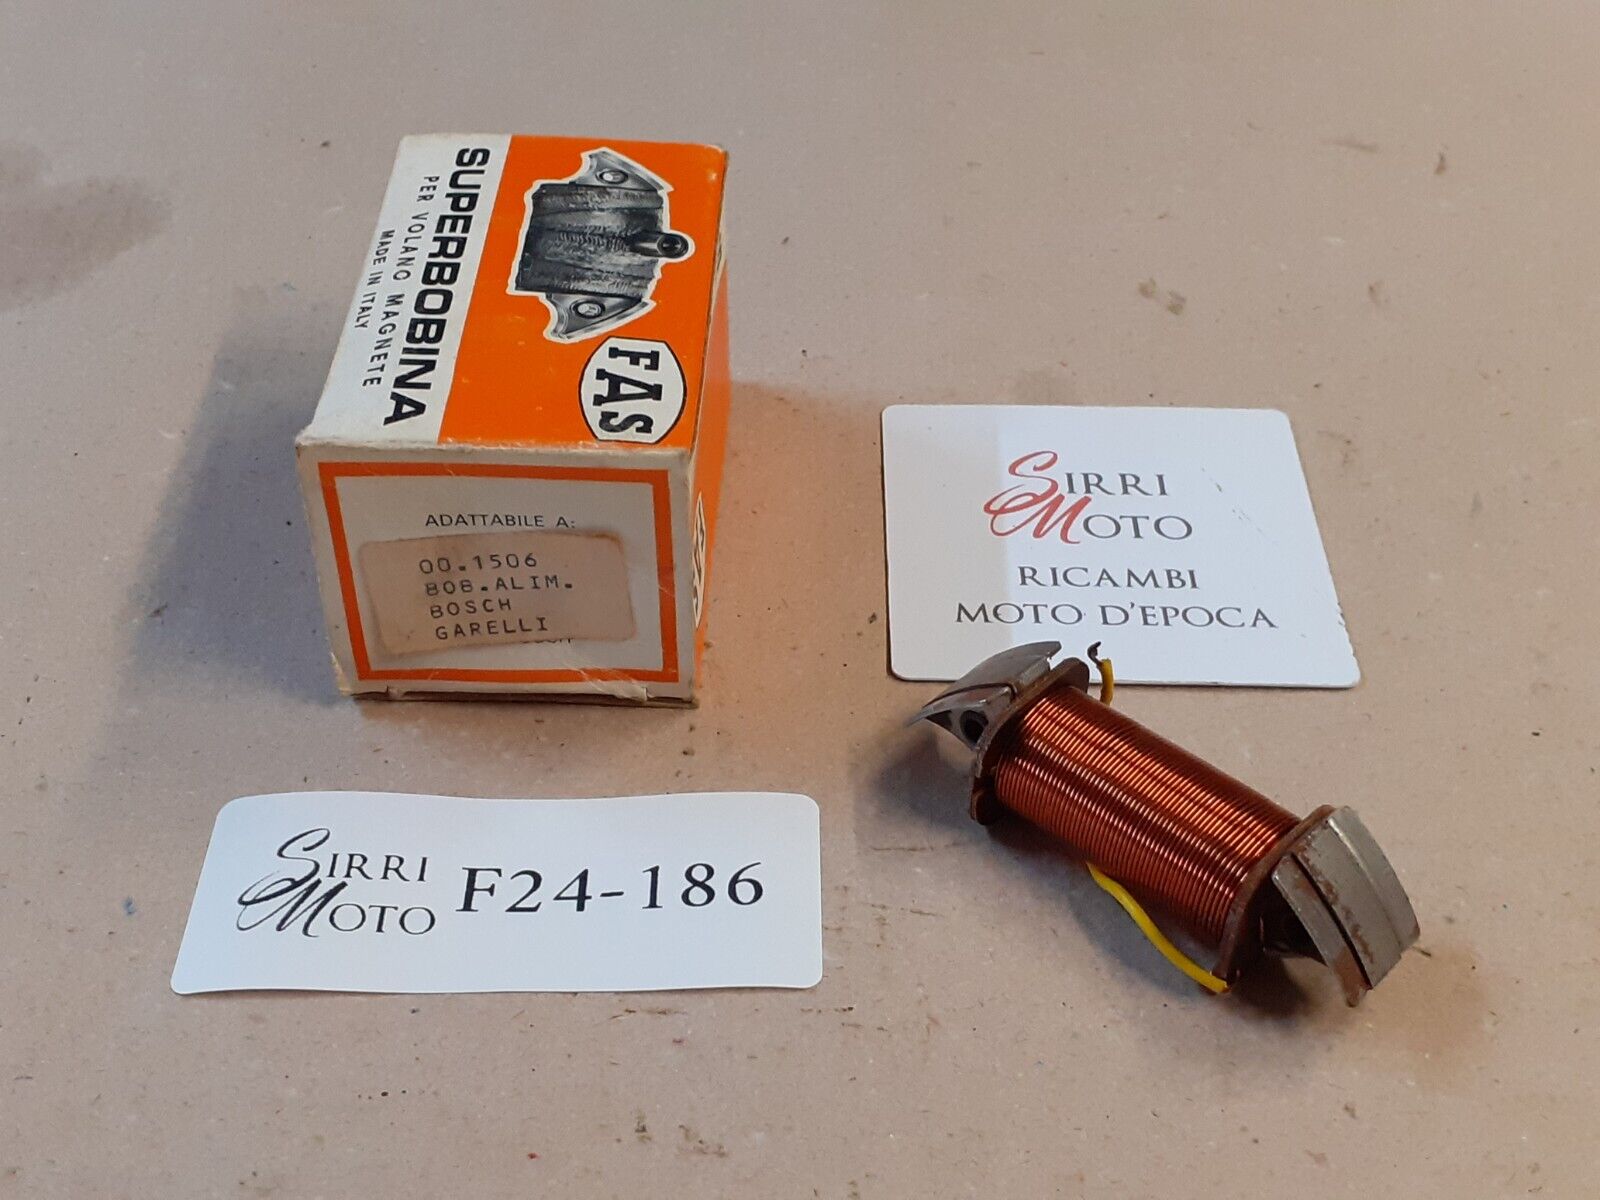 SUPERBOBINA
PER VOLANO MAGNETE
MADE IN ITALY
FAS
ADATTABILE A:
00.1506
BOB.ALIM.
BOSCH
GARELLI
SIRRI
MOTO
RICAMBI
MOTO D'EPOCA
SIRRI
MOTO
F24-186